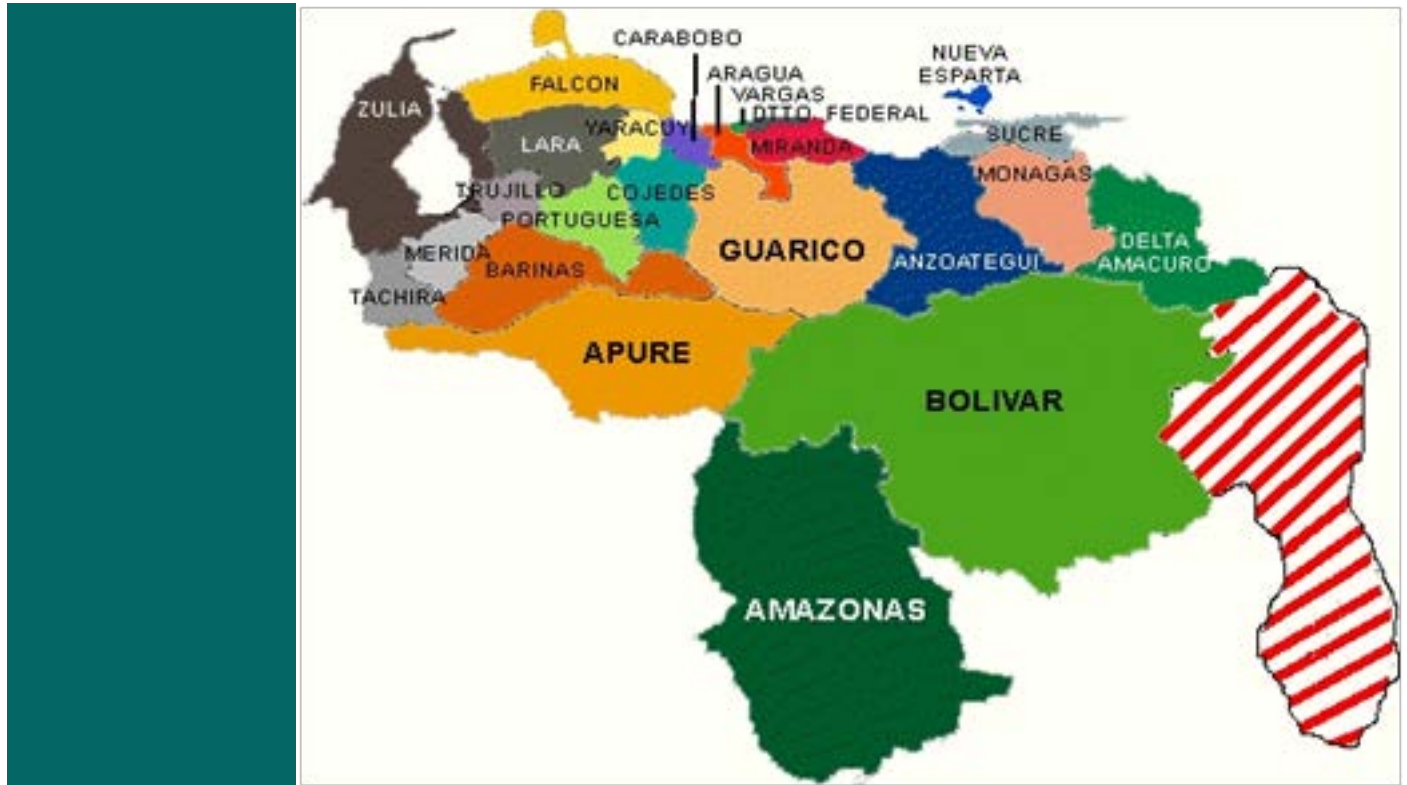 CARABOBO
NUEVA
ESPARTA
ARAGUA
FALCON
VARGAS
ZULIA
DTTO. FEDERAL
YARACUY
SUCRE
LARA
MIRANDA
MONAGAS
TRUJILLO
COJEDES
PORTUGUESA
DELTA
AMACURO
MERIDA
GUARICO
ANZOATEGUI
BARINAS
TACHIRA
APURE
BOLIVAR
AMAZONAS